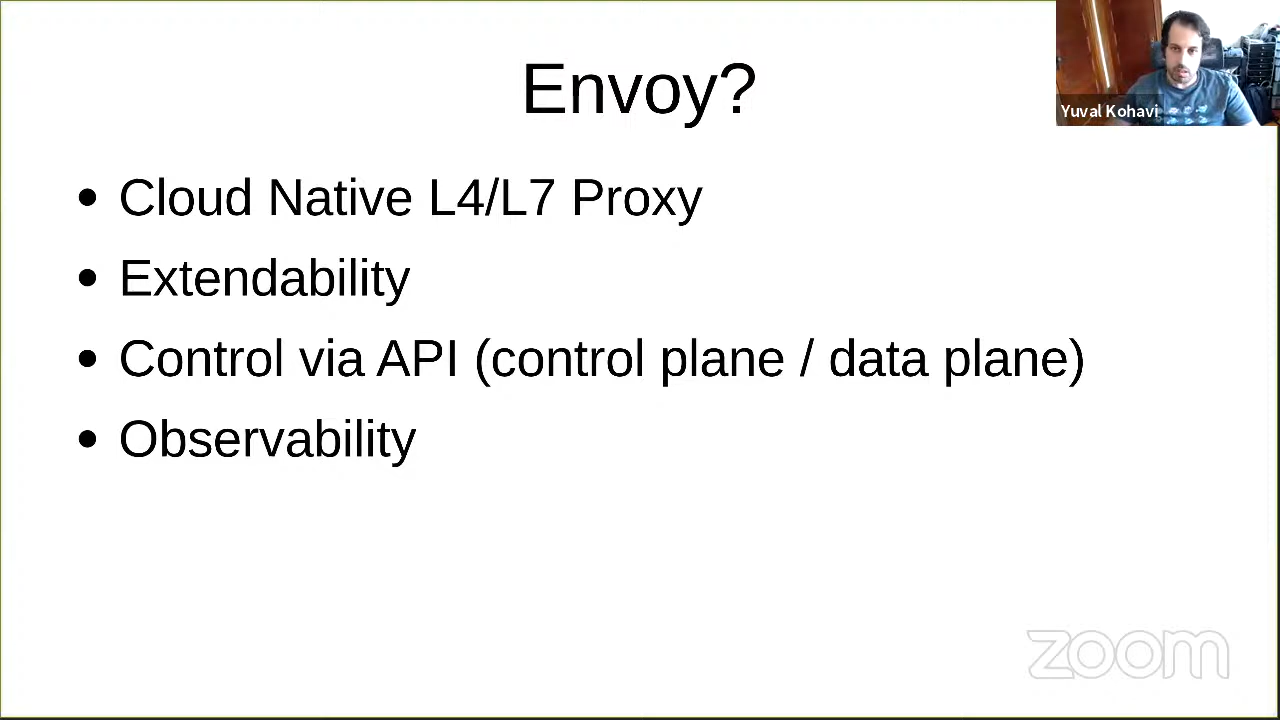 Envoy?
Yuval Kohavi
• Cloud Native L4/L7 Proxy
• Extendability
• Control via API (control plane / data plane)
• Observability
zoom